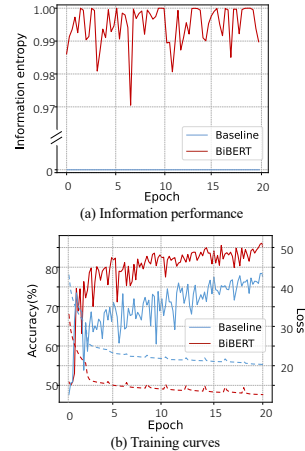 1.00
0.99
0.98
0.97
0
Information entropy
Baseline
BiBERT
0 5 10 15 20
Epoch
(a) Information performance
80
70
60
50
Accuracy(%)
50
40
30
20
10
Loss
Baseline
BiBERT
0 5 10 15 20
Epoch
(b) Training curves